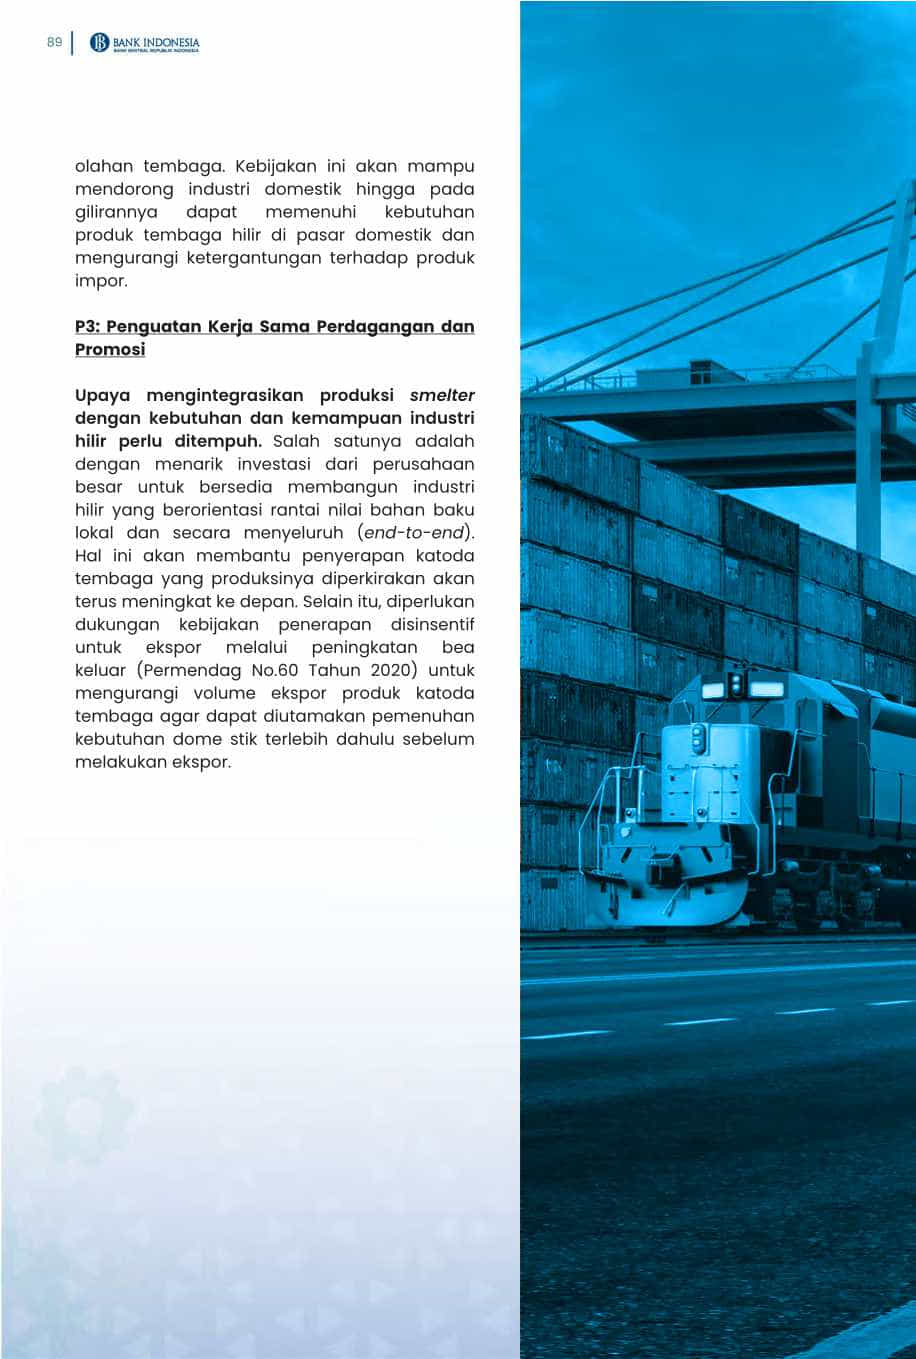 89
BANK INDONESIA
BANK SENTRAL REPUBLIK INDONESIA
olahan tembaga. Kebijakan ini akan mampu
mendorong industri domestik hingga pada
gilirannya dapat memenuhi kebutuhan
produk tembaga hilir di pasar domestik dan
mengurangi ketergantungan terhadap produk
impor.
P3: Penguatan Kerja Sama Perdagangan dan
Promosi
Upaya mengintegrasikan produksi smelter
dengan kebutuhan dan kemampuan industri
hilir perlu ditempuh. Salah satunya adalah
dengan menarik investasi dari perusahaan
besar untuk bersedia membangun industri
hilir yang berorientasi rantai nilai bahan baku
lokal dan secara menyeluruh (end-to-end).
Hal ini akan membantu penyerapan katoda
tembaga yang produksinya diperkirakan akan
terus meningkat ke depan. Selain itu, diperlukan
dukungan kebijakan penerapan disinsentif
untuk ekspor melalui peningkatan bea
keluar (Permendag No.60 Tahun 2020) untuk
mengurangi volume ekspor produk katoda
tembaga agar dapat diutamakan pemenuhan
kebutuhan dome stik terlebih dahulu sebelum
melakukan ekspor.